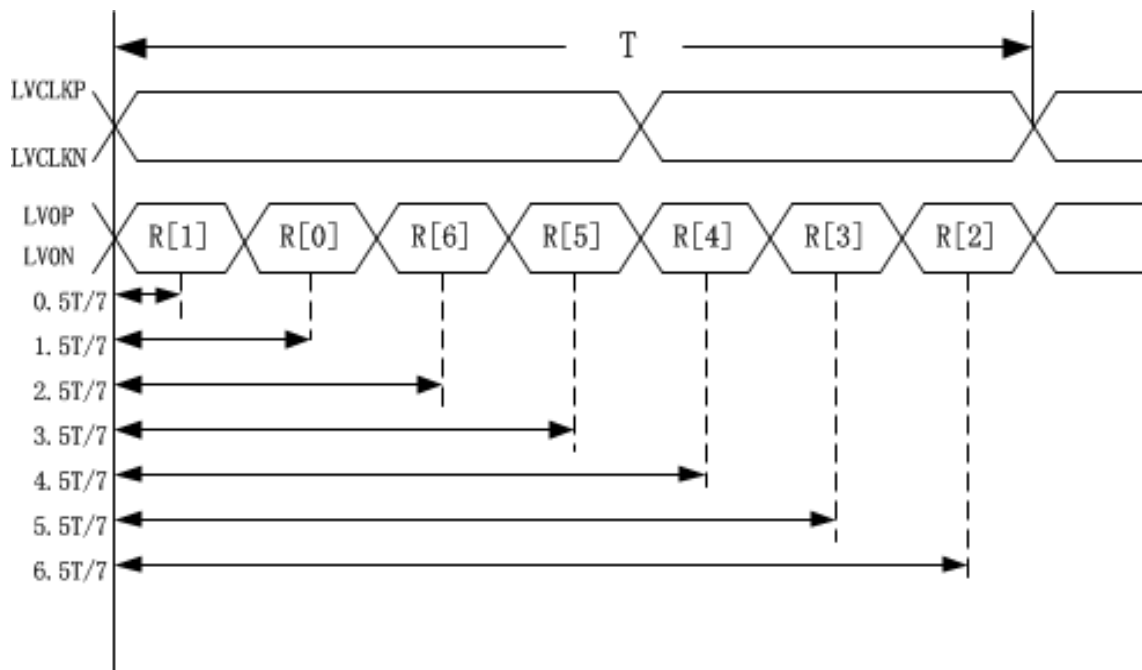 T
LVCLKP
LVCLKN
LVOP
LVON
R[1] R[0] R[6] R[5] R[4] R[3] R[2]
0.5T/7
1.5T/7
2.5T/7
3.5T/7
4.5T/7
5.5T/7
6.5T/7